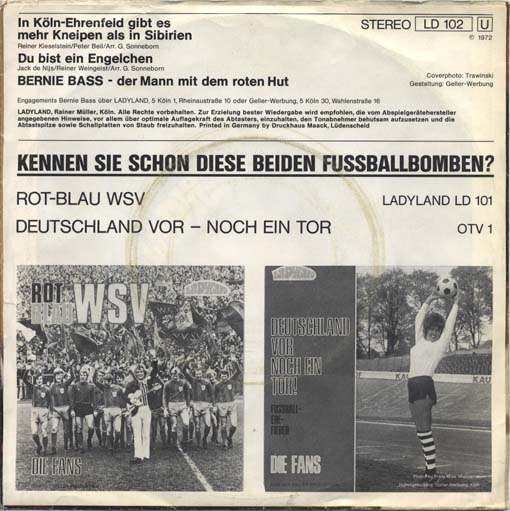 In Köln-Ehrenfeld gibt es
mehr Kneipen als in Sibirien
Reiner Kieselstein/Peter Beil/Arr. G. Sonneborn
STEREO LD 102 U
℗ 1972
Du bist ein Engelchen
Jack de Nijs/Reiner Weingeist/Arr. G. Sonneborn
BERNIE BASS - der Mann mit dem roten Hut
Coverphoto: Trawinski
Gestaltung: Geller-Werbung
Engagements Bernie Bass über LADYLAND, 5 Köln 1, Rheinaustraße 10 oder Geller-Werbung, 5 Köln 30, Wahlenstraße 16
LADYLAND, Rainer Müller, Köln. Alle Rechte vorbehalten. Zur Erzielung bester Wiedergabe wird empfohlen, die vom Abspielgerätehersteller
angegebenen Hinweise, vor allem über optimale Auflagekraft des Abtasters, einzuhalten, den Tonabnehmer behutsam aufzusetzen und die
Abtastspitze sowie Schallplatten von Staub freizuhalten. Printed in Germany by Druckhaus Maack, Lüdenscheid
KENNEN SIE SCHON DIESE BEIDEN FUSSBALLBOMBEN?
ROT-BLAU WSV LADYLAND LD 101
DEUTSCHLAND VOR – NOCH EIN TOR OTV 1
ROT
BLAU WSV
LADYLAND
DIE FANS
LADYLAND
DEUTSCHLAND
VOR
NOCH EIN
TOR!
FUSSBALL-
FIEBER
DIE FANS
KAUF
KAUF